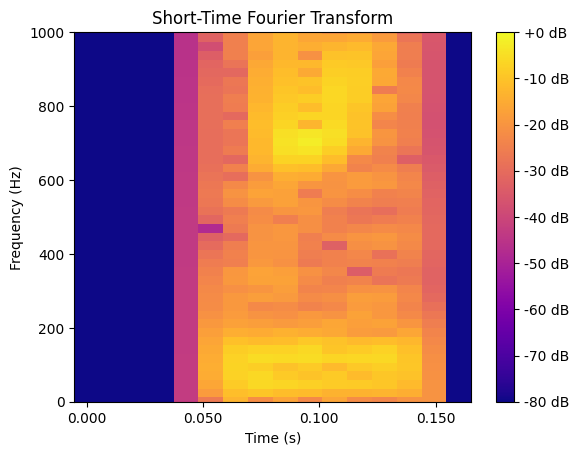 Short-Time Fourier Transform
Frequency (Hz)
1000
800
600
400
200
0
0.000
0.050
0.100
0.150
Time (s)
+0 dB
-10 dB
-20 dB
-30 dB
-40 dB
-50 dB
-60 dB
-70 dB
-80 dB